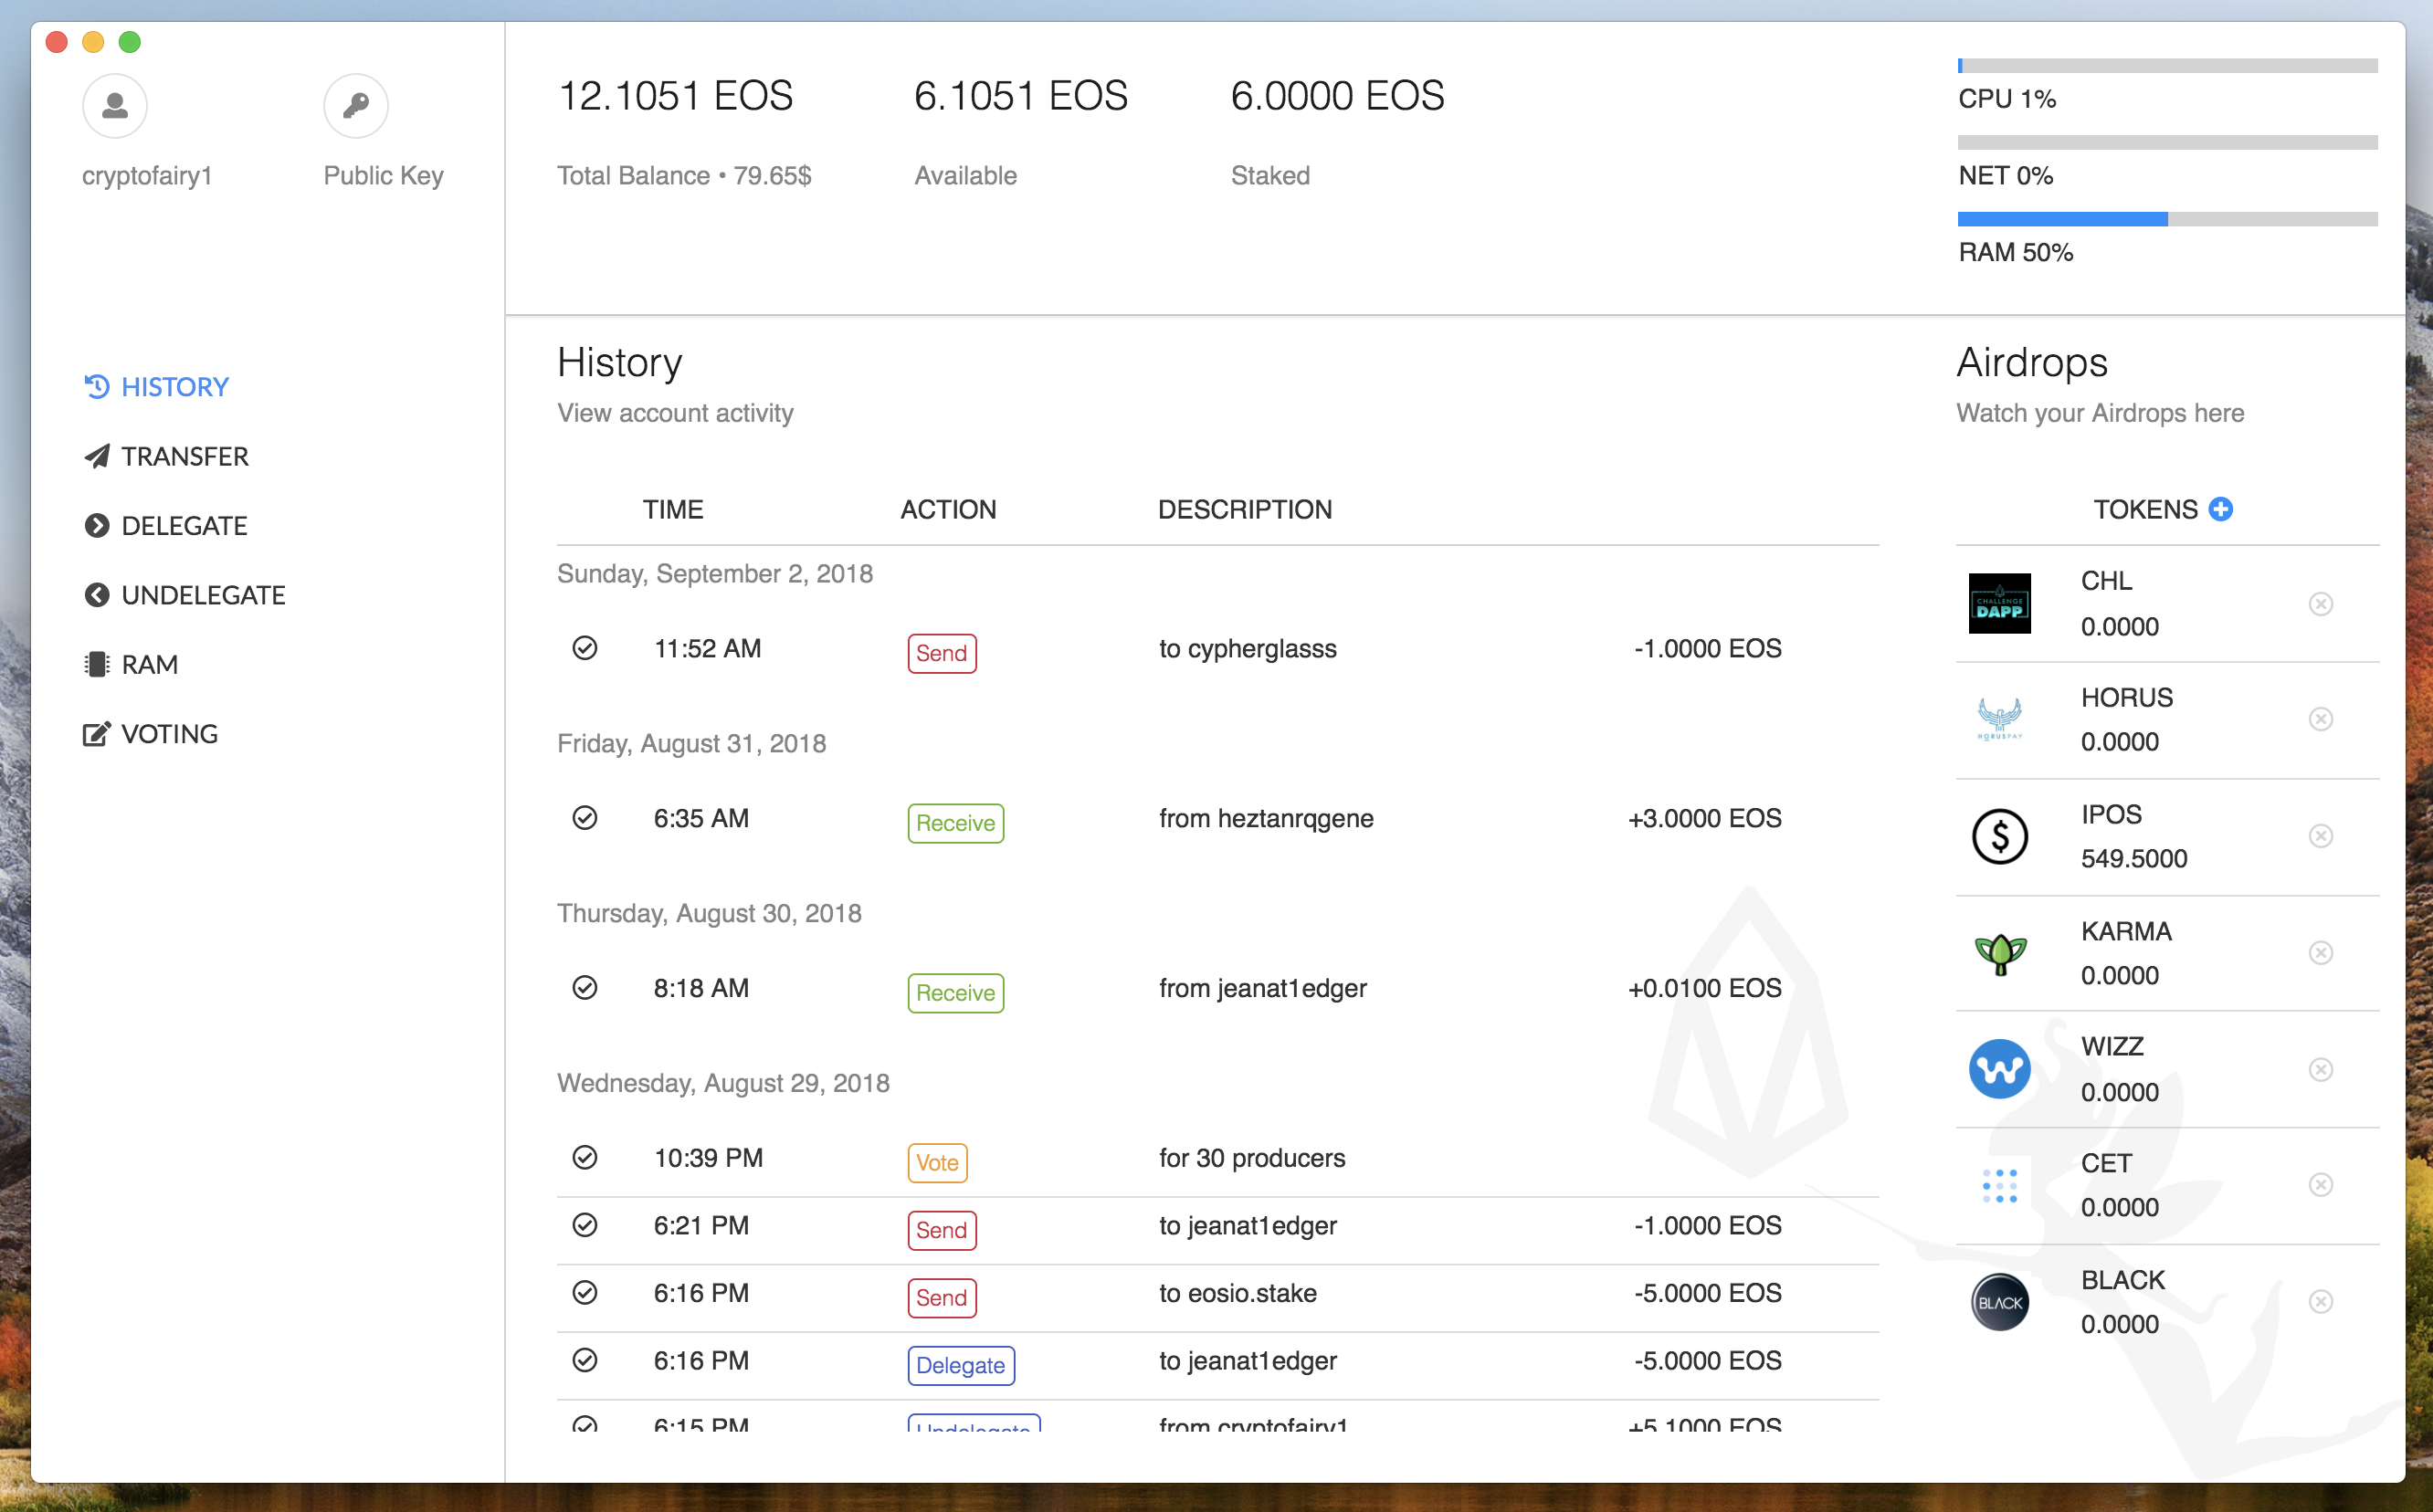 cryptofairy1
Public Key
HISTORY
TRANSFER
DELEGATE
UNDELEGATE
RAM
VOTING
12.1051 EOS
Total Balance • 79.65$
6.1051 EOS
Available
6.0000 EOS
Staked
CPU 1%
NET 0%
RAM 50%
History
View account activity
TIME ACTION DESCRIPTION
Sunday, September 2, 2018
11:52 AM Send to cypherglasss -1.0000 EOS
Friday, August 31, 2018
6:35 AM Receive from heztanrqgene +3.0000 EOS
Thursday, August 30, 2018
8:18 AM Receive from jeanat1edger +0.0100 EOS
Wednesday, August 29, 2018
10:39 PM Vote for 30 producers
6:21 PM Send to jeanat1edger -1.0000 EOS
6:16 PM Send to eosio.stake -5.0000 EOS
6:16 PM Delegate to jeanat1edger -5.0000 EOS
6:15 PM Undelegate from cryptofairy1 +5.1000 EOS
Airdrops
Watch your Airdrops here
TOKENS
CHALLENGE
DAPP
CHL
0.0000
HORUSPAY
HORUS
0.0000
$
IPOS
549.5000
KARMA
0.0000
W
WIZZ
0.0000
CET
0.0000
BLACK
BLACK
0.0000